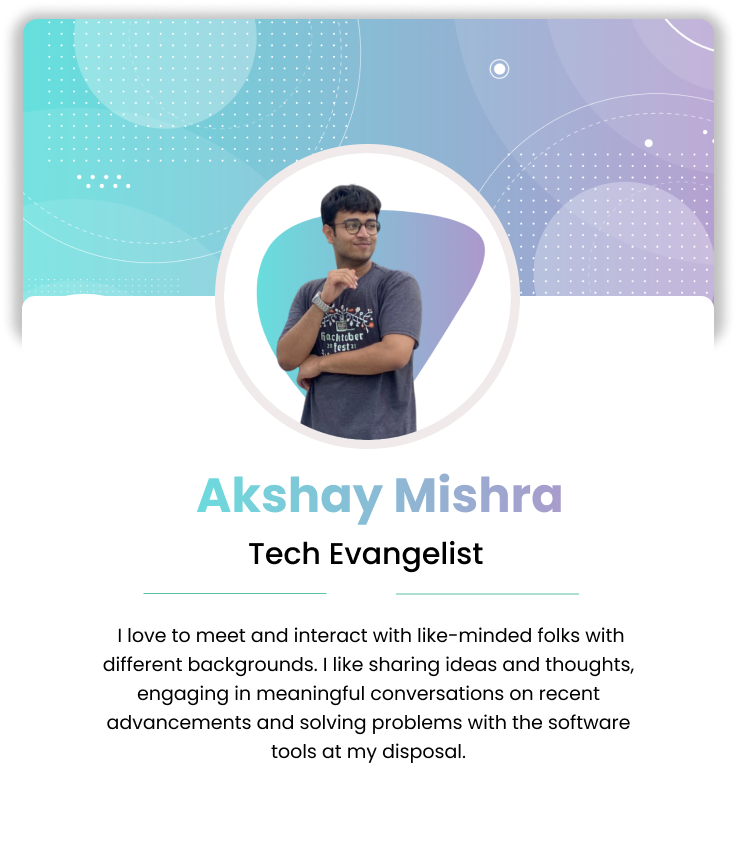 Hacktober
fest
Akshay Mishra
Tech Evangelist
I love to meet and interact with like-minded folks with
different backgrounds. I like sharing ideas and thoughts,
engaging in meaningful conversations on recent
advancements and solving problems with the software
tools at my disposal.